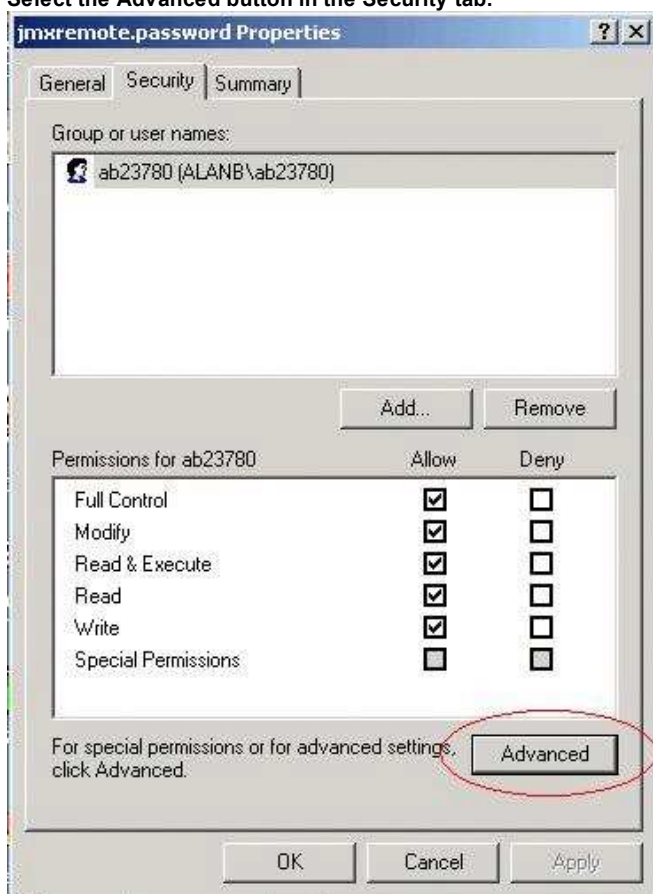 Select the Advanced button in the Security tab.
jmxremote.password Properties
General Security Summary
Group or user names:
ab23780 (ALANB\ab23780)
Add... Remove
Permissions for ab23780 Allow Deny
Full Control
Modify
Read & Execute
Read
Write
Special Permissions
For special permissions or for advanced settings,
click Advanced.
Advanced
OK Cancel Apply